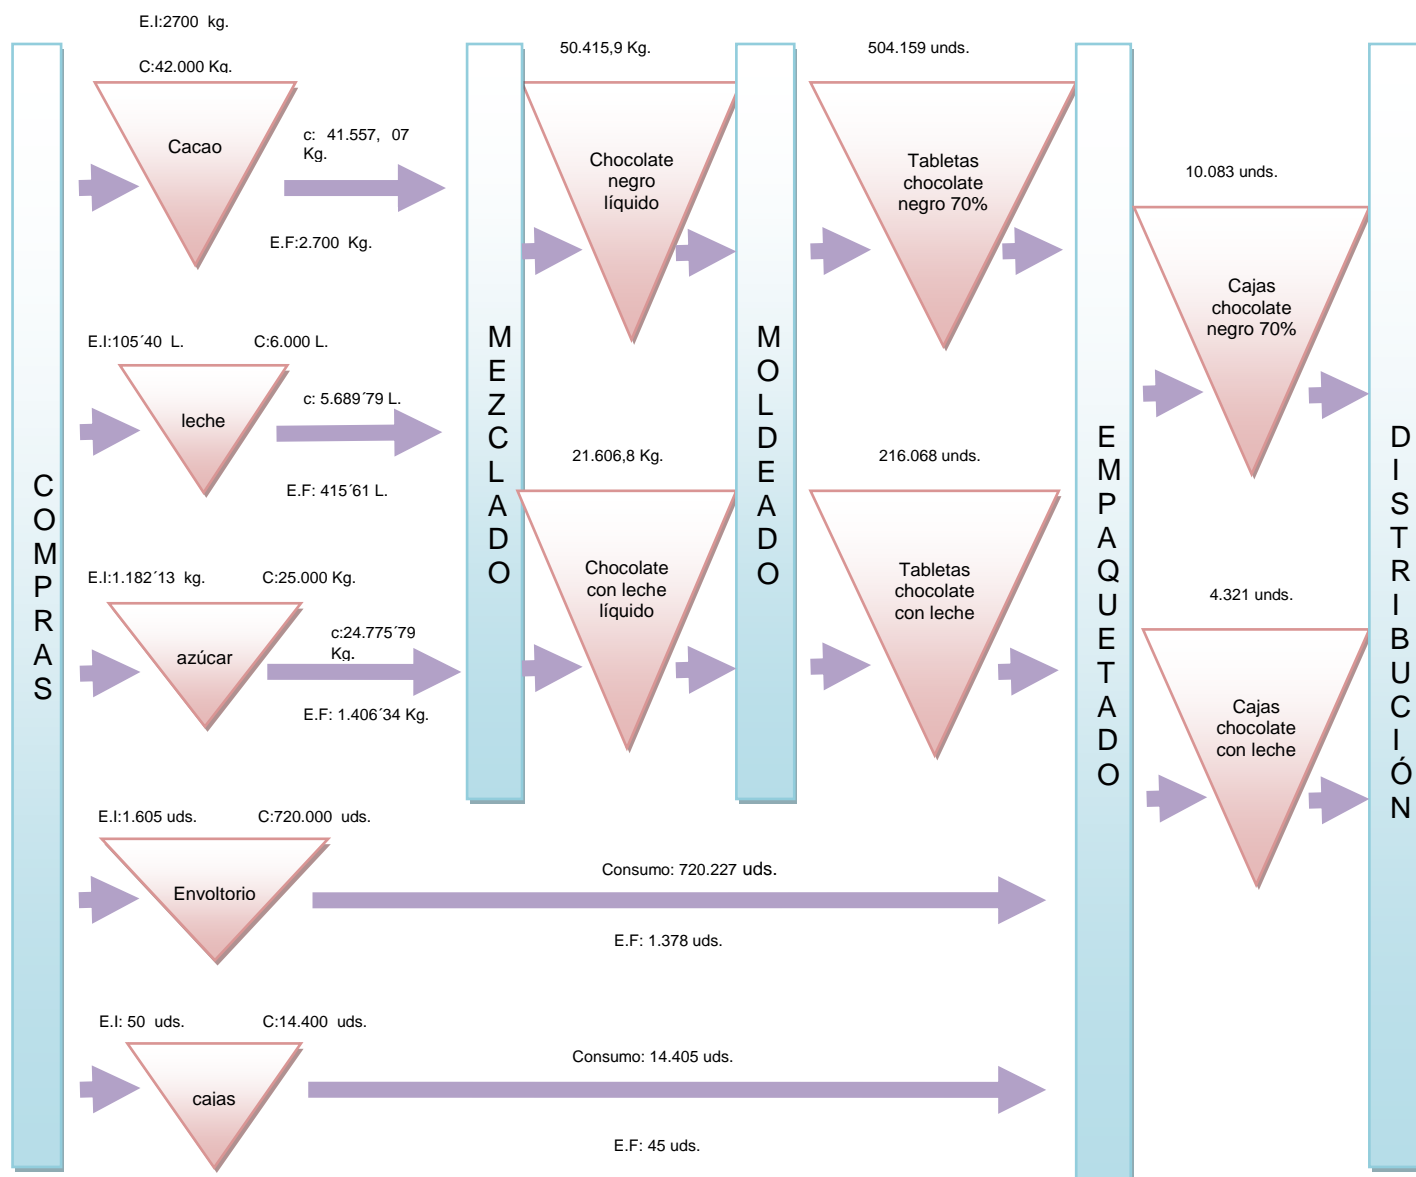 E.I:2700 kg.
C:42.000 Kg.
Cacao
c: 41.557, 07
Kg.
E.F:2.700 Kg.
E.I:105´40 L.
C:6.000 L.
leche
c: 5.689´79 L.
E.F: 415´61 L.
E.I:1.182´13 kg.
C:25.000 Kg.
azúcar
c:24.775´79
Kg.
E.F: 1.406´34 Kg.
E.I:1.605 uds.
C:720.000 uds.
Envoltorio
Consumo: 720.227 uds.
E.F: 1.378 uds.
E.I: 50 uds.
C:14.400 uds.
cajas
Consumo: 14.405 uds.
E.F: 45 uds.
COMPRAS
MEZCLADO
50.415,9 Kg.
Chocolate
negro
líquido
21.606,8 Kg.
Chocolate
con leche
líquido
MOLDEADO
504.159 unds.
Tabletas
chocolate
negro 70%
216.068 unds.
Tabletas
chocolate
con leche
EMPAQUETADO
10.083 unds.
Cajas
chocolate
negro 70%
4.321 unds.
Cajas
chocolate
con leche
DISTRIBUCIÓN